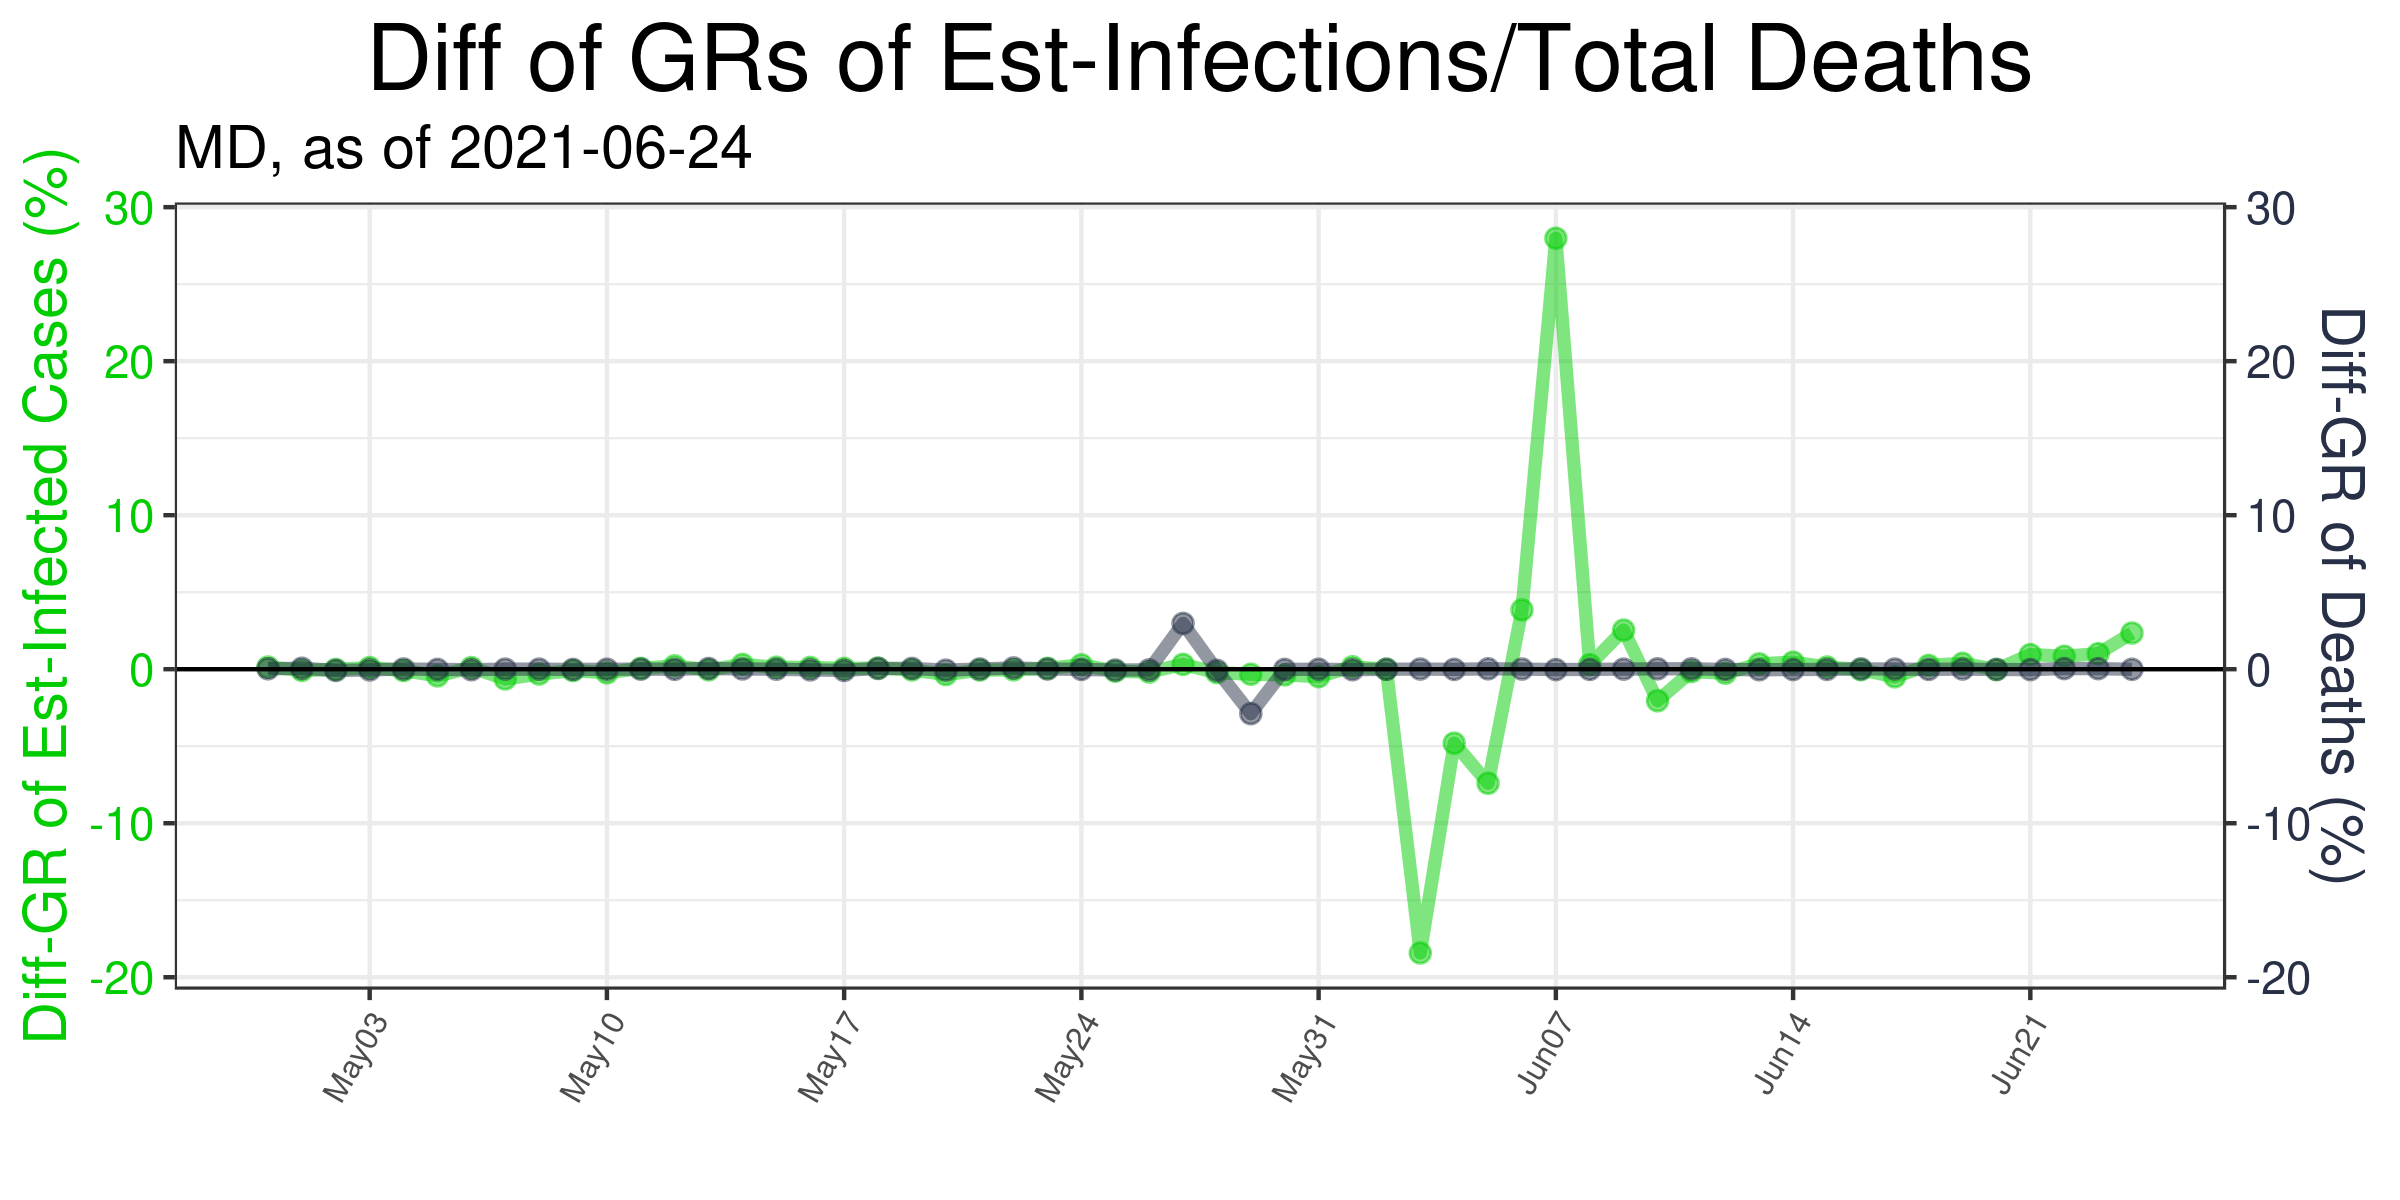 Diff of GRs of Est-Infections/Total Deaths
MD, as of 2021-06-24
Diff-GR of Est-Infected Cases (%)
30
20
10
0
-10
-20
30
20
10
0
-10
-20
Diff-GR of Deaths (%)
May03
May10
May17
May24
May31
Jun07
Jun14
Jun21